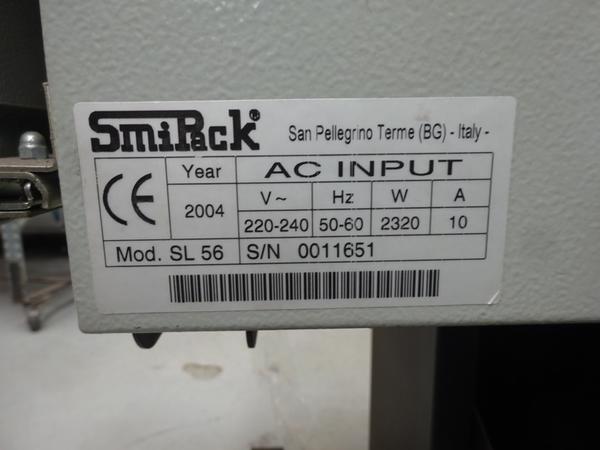 SmiPack® San Pellegrino Terme (BG) - Italy -
CE Year AC INPUT
2004 V~ Hz W A
220-240 50-60 2320 10
Mod. SL 56 S/N 0011651